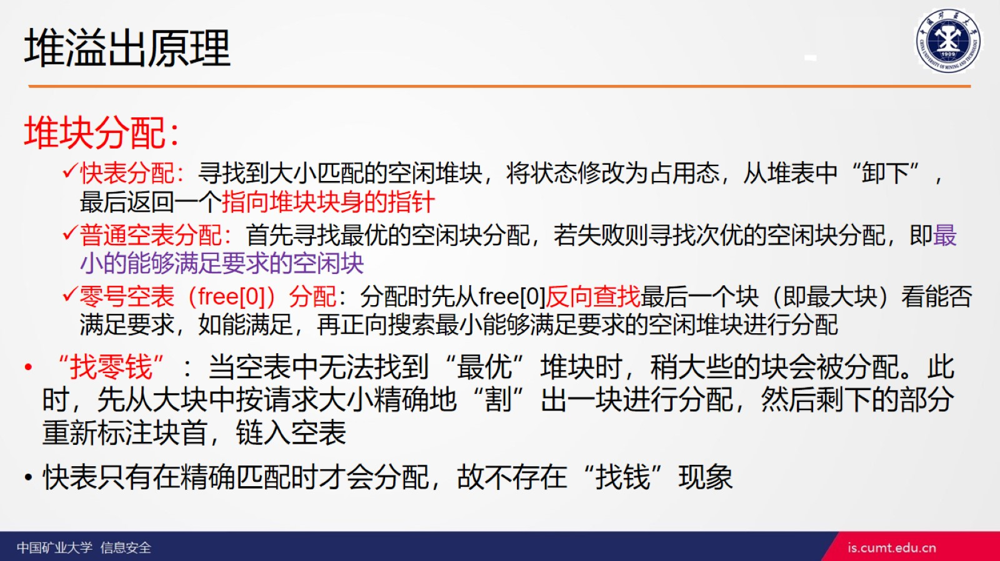 堆溢出原理
堆块分配：
✓快表分配：寻找到大小匹配的空闲堆块，将状态修改为占用态，从堆表中“卸下”，
最后返回一个指向堆块块身的指针
✓普通空表分配：首先寻找最优的空闲块分配，若失败则寻找次优的空闲块分配，即最
小的能够满足要求的空闲块
✓零号空表（free[0]）分配：分配时先从free[0]反向查找最后一个块（即最大块）看能否
满足要求，如能满足，再正向搜索最小能够满足要求的空闲堆块进行分配
• “找零钱”：当空表中无法找到“最优”堆块时，稍大些的块会被分配。此
时，先从大块中按请求大小精确地“割”出一块进行分配，然后剩下的部分
重新标注块首，链入空表
• 快表只有在精确匹配时才会分配，故不存在“找钱”现象
中国矿业大学 信息安全
is.cumt.edu.cn
中国矿业大学
CHINA UNIVERSITY OF MINING AND TECHNOLOGY
1909